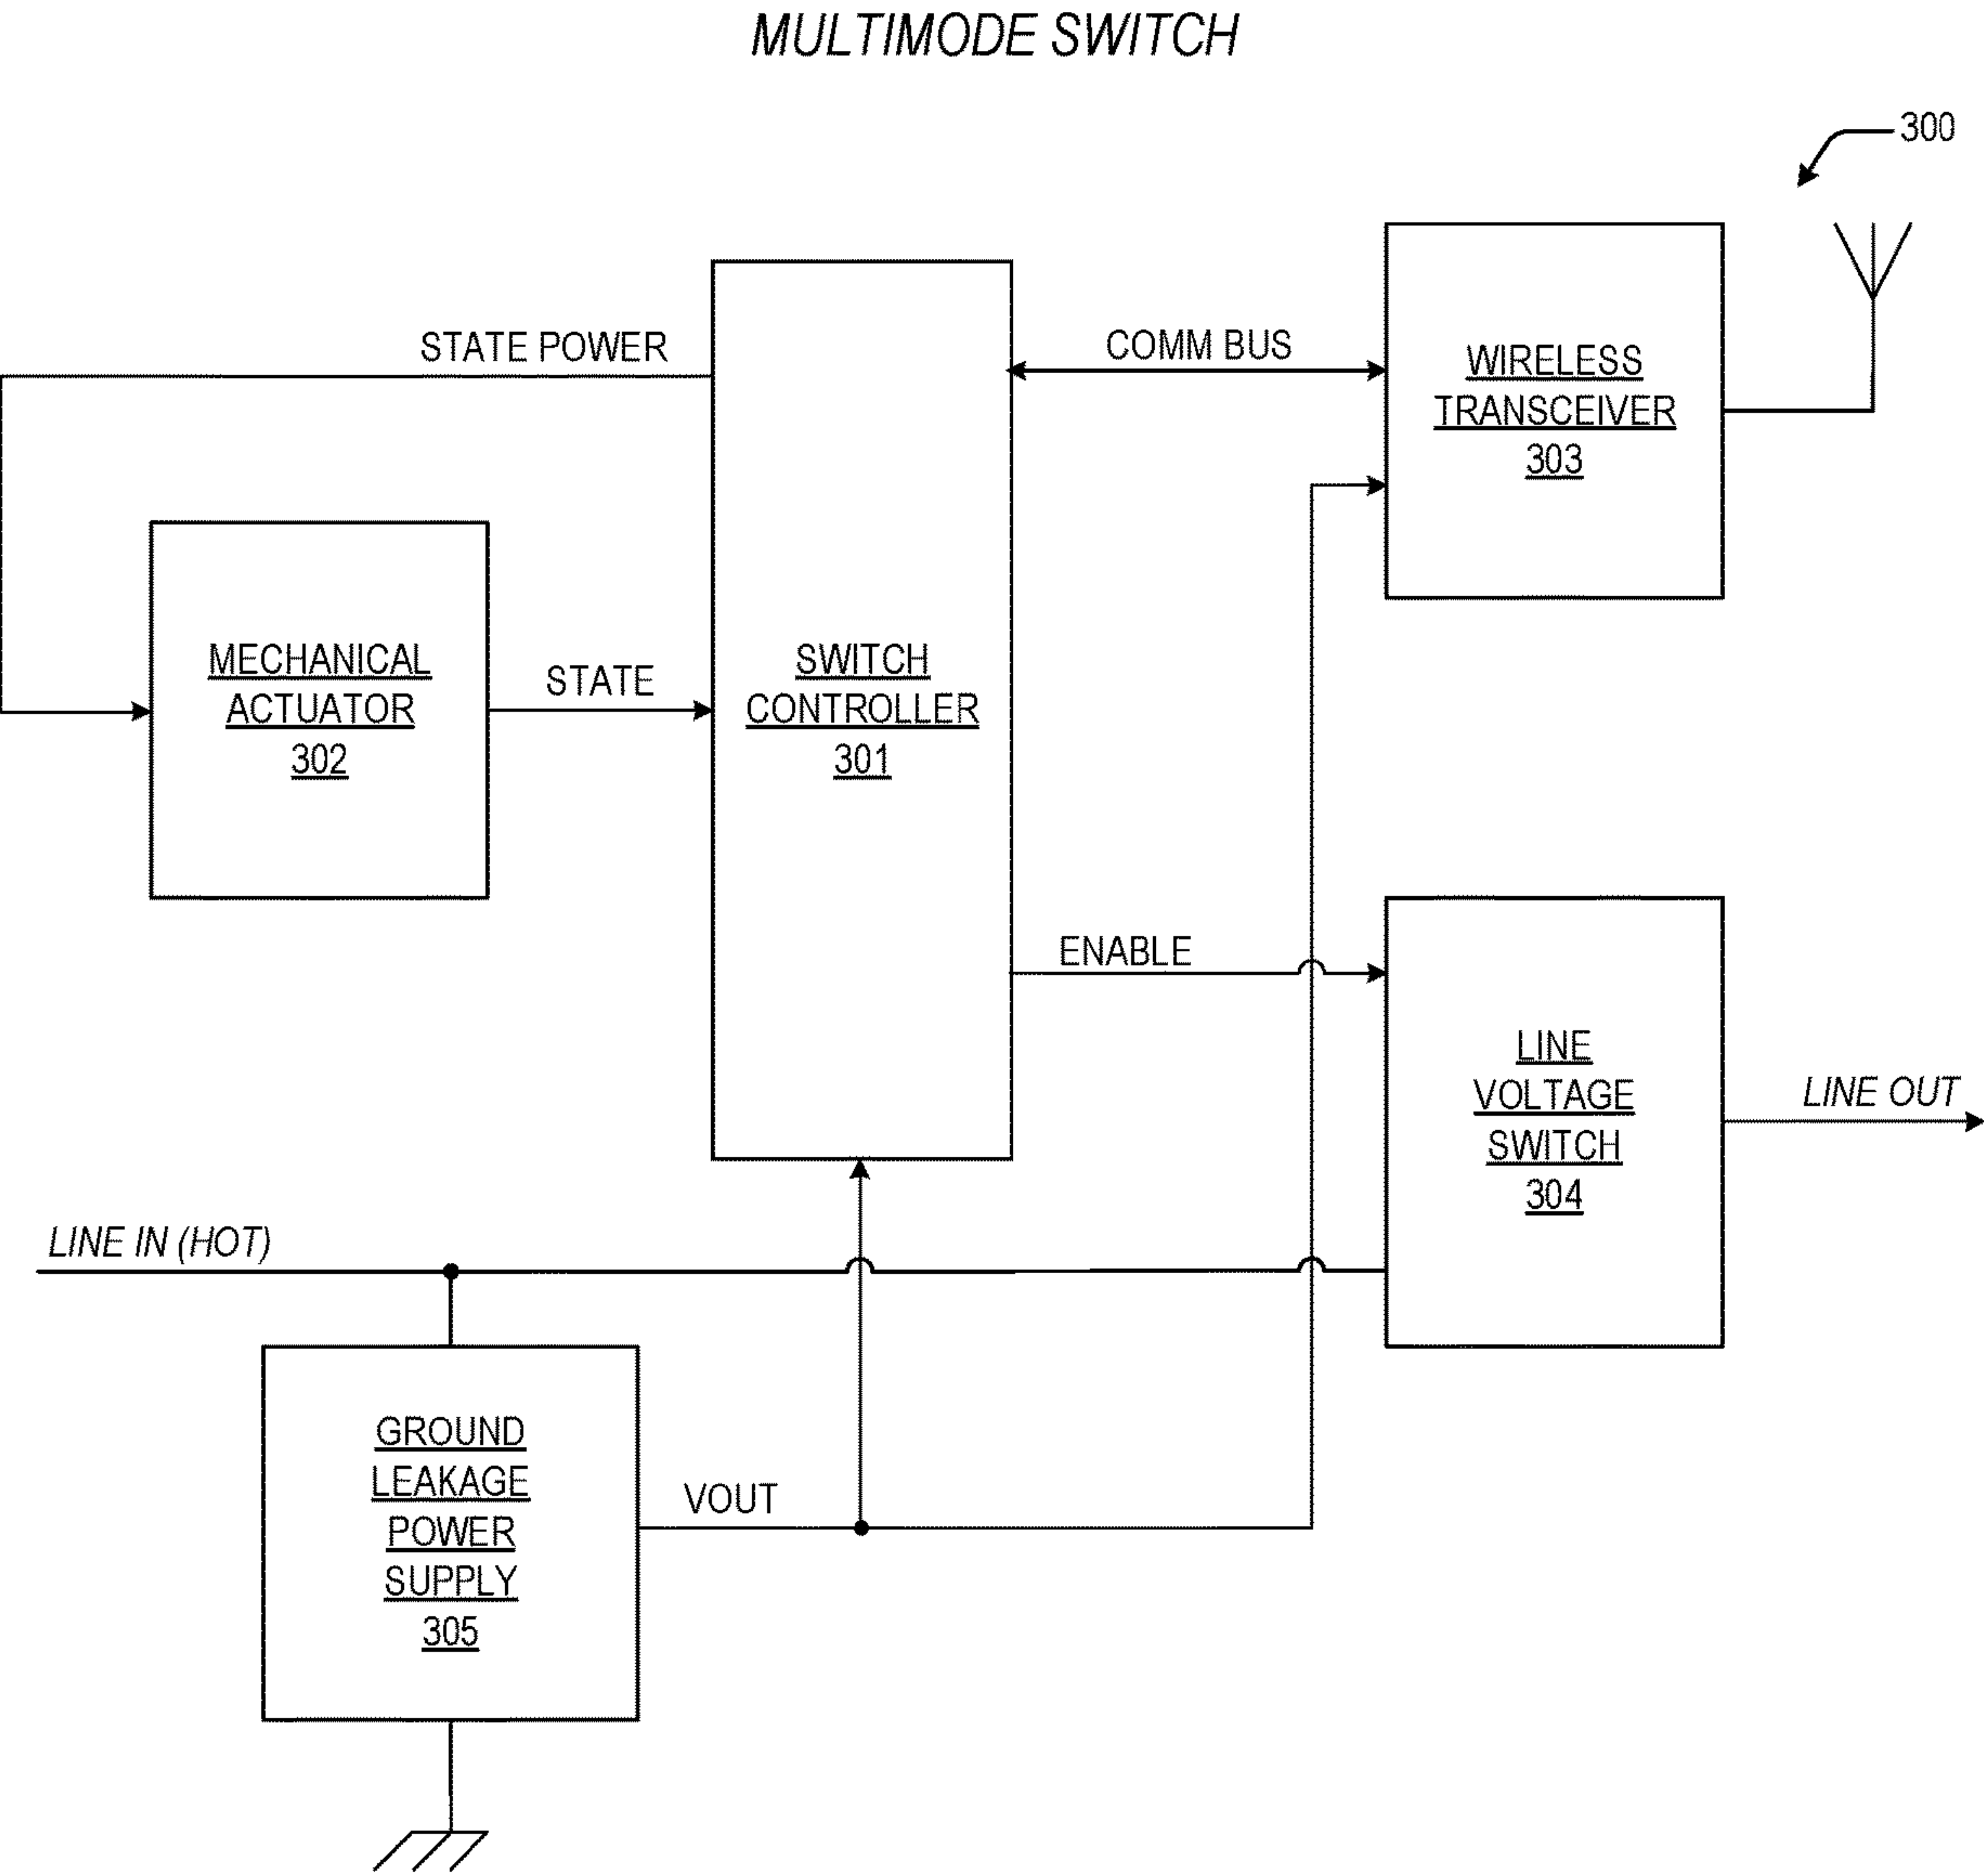 MULTIMODE SWITCH
300
STATE POWER
COMM BUS
WIRELESS
TRANSCEIVER
303
MECHANICAL
ACTUATOR
302
STATE
SWITCH
CONTROLLER
301
ENABLE
LINE
VOLTAGE
SWITCH
304
LINE OUT
LINE IN (HOT)
GROUND
LEAKAGE
POWER
SUPPLY
305
VOUT